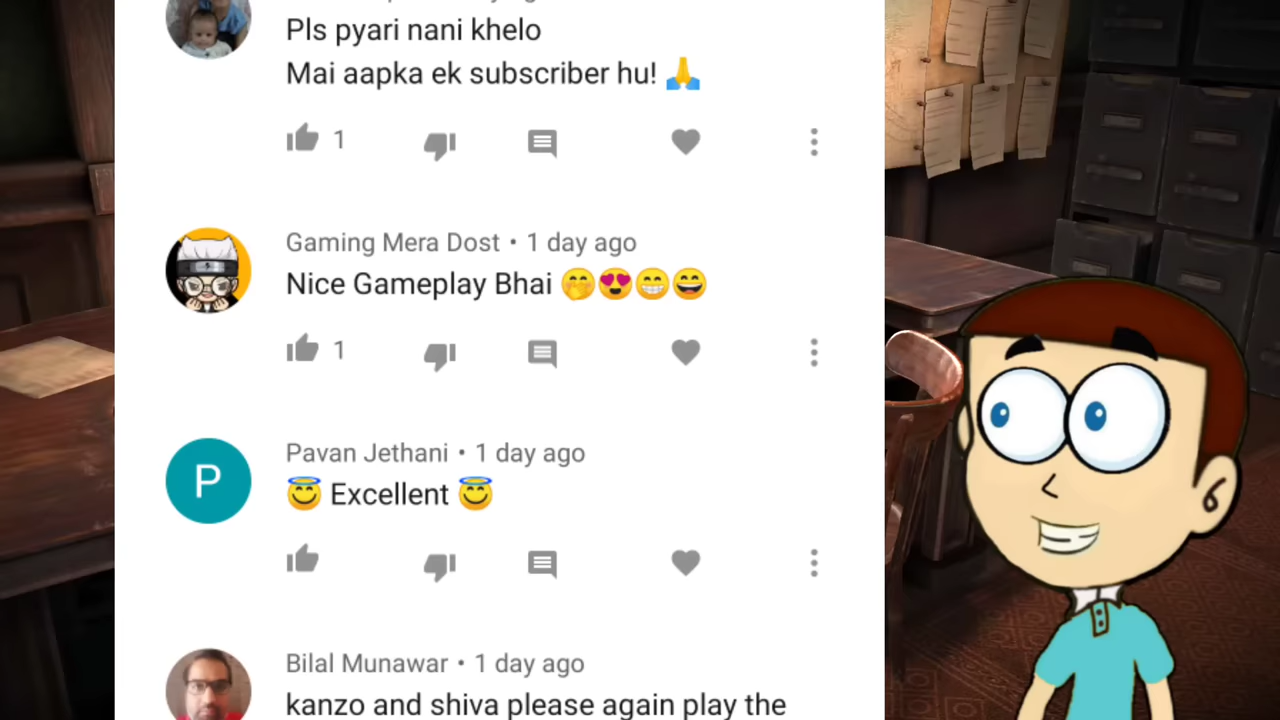 Pls pyari nani khelo
Mai aapka ek subscriber hu! 🙏
1
Gaming Mera Dost • 1 day ago
Nice Gameplay Bhai 🤭😍😁😄
1
P
Pavan Jethani • 1 day ago
😇 Excellent 😇
Bilal Munawar • 1 day ago
kanzo and shiva please again play the